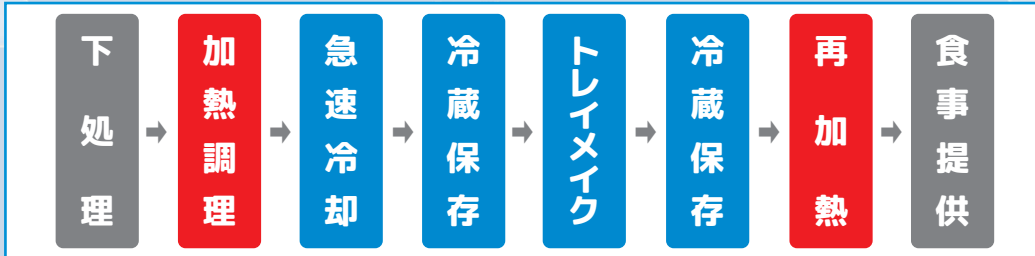 下処理
加熱調理
急速冷却
冷蔵保存
トレイメイク
冷蔵保存
再加熱
食事提供